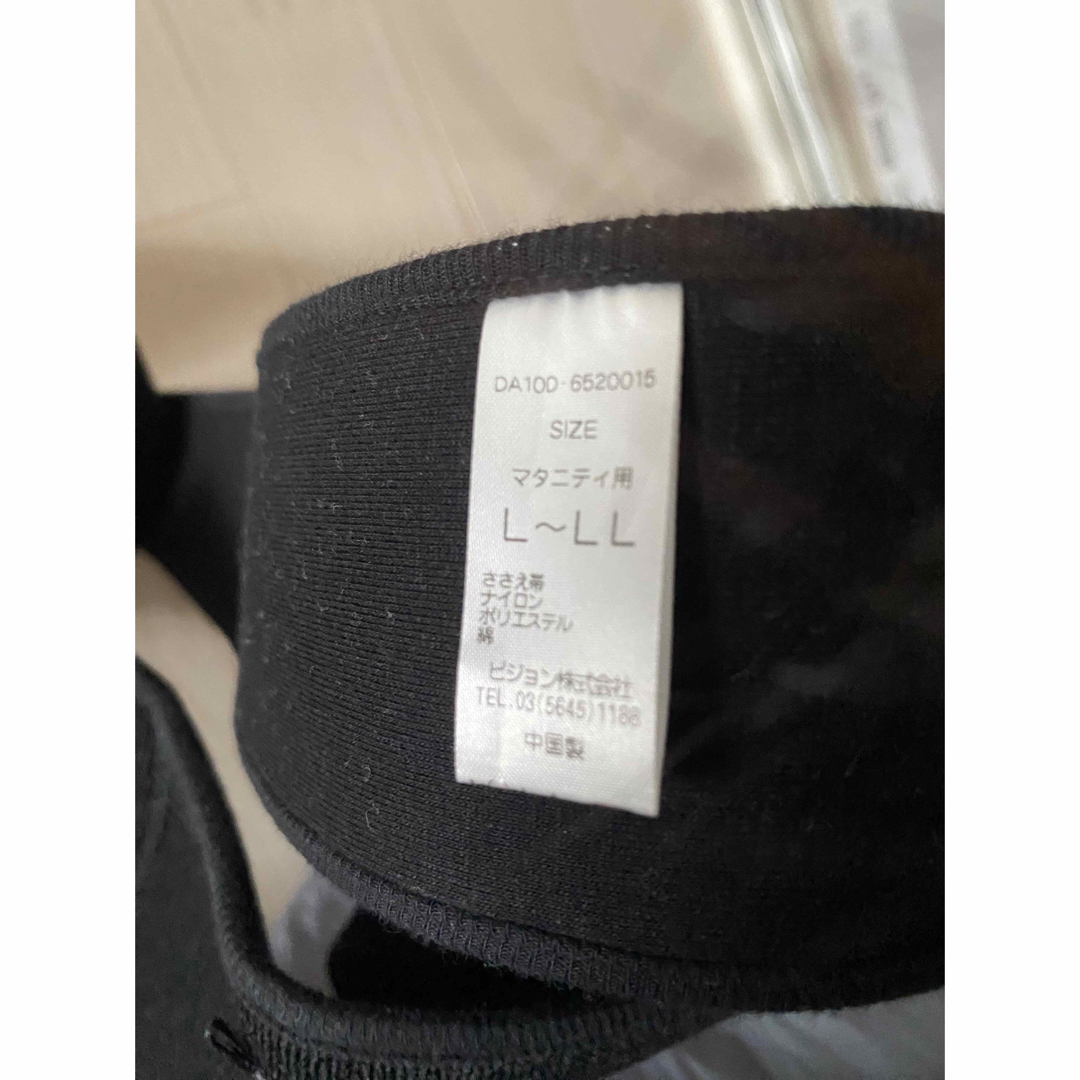 DA10D-6520015
SIZE
マタニティ用
L～LL
ささえ帯
ナイロン
ポリエステル
綿
ピジョン株式会社
TEL.03(5645)1188
中国製